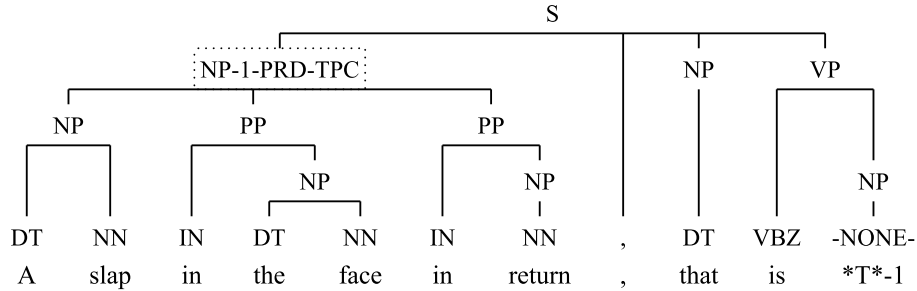 S
NP-1-PRD-TPC NP VP
NP PP PP
NP NP NP
DT NN IN DT NN IN NN , DT VBZ -NONE-
A slap in the face in return , that is *T*-1